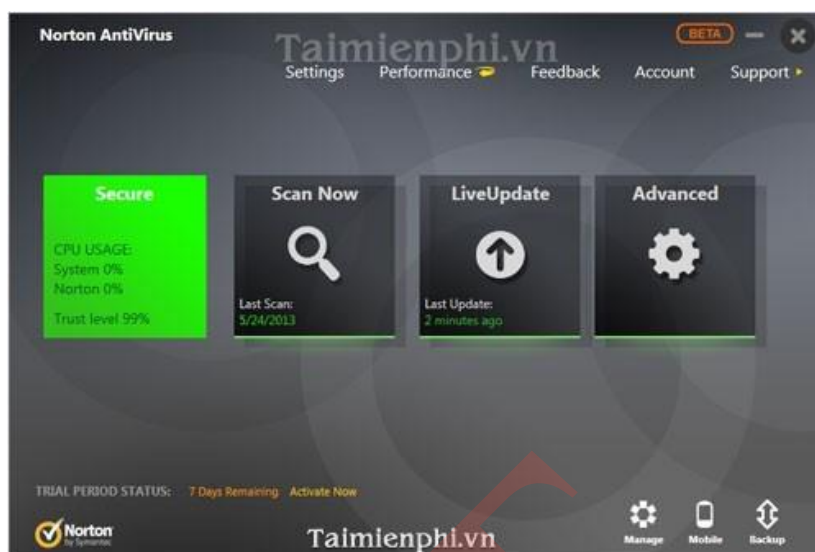 Norton AntiVirus
BETA
Taimienphi.vn
Settings Performance Feedback Account Support
Secure
CPU USAGE:
System 0%
Norton 0%
Trust level 99%
Scan Now
Last Scan:
5/24/2013
LiveUpdate
Last Update:
2 minutes ago
Advanced
TRIAL PERIOD STATUS: 7 Days Remaining Activate Now
Norton
by Symantec
Taimienphi.vn
Manage Mobile Backup